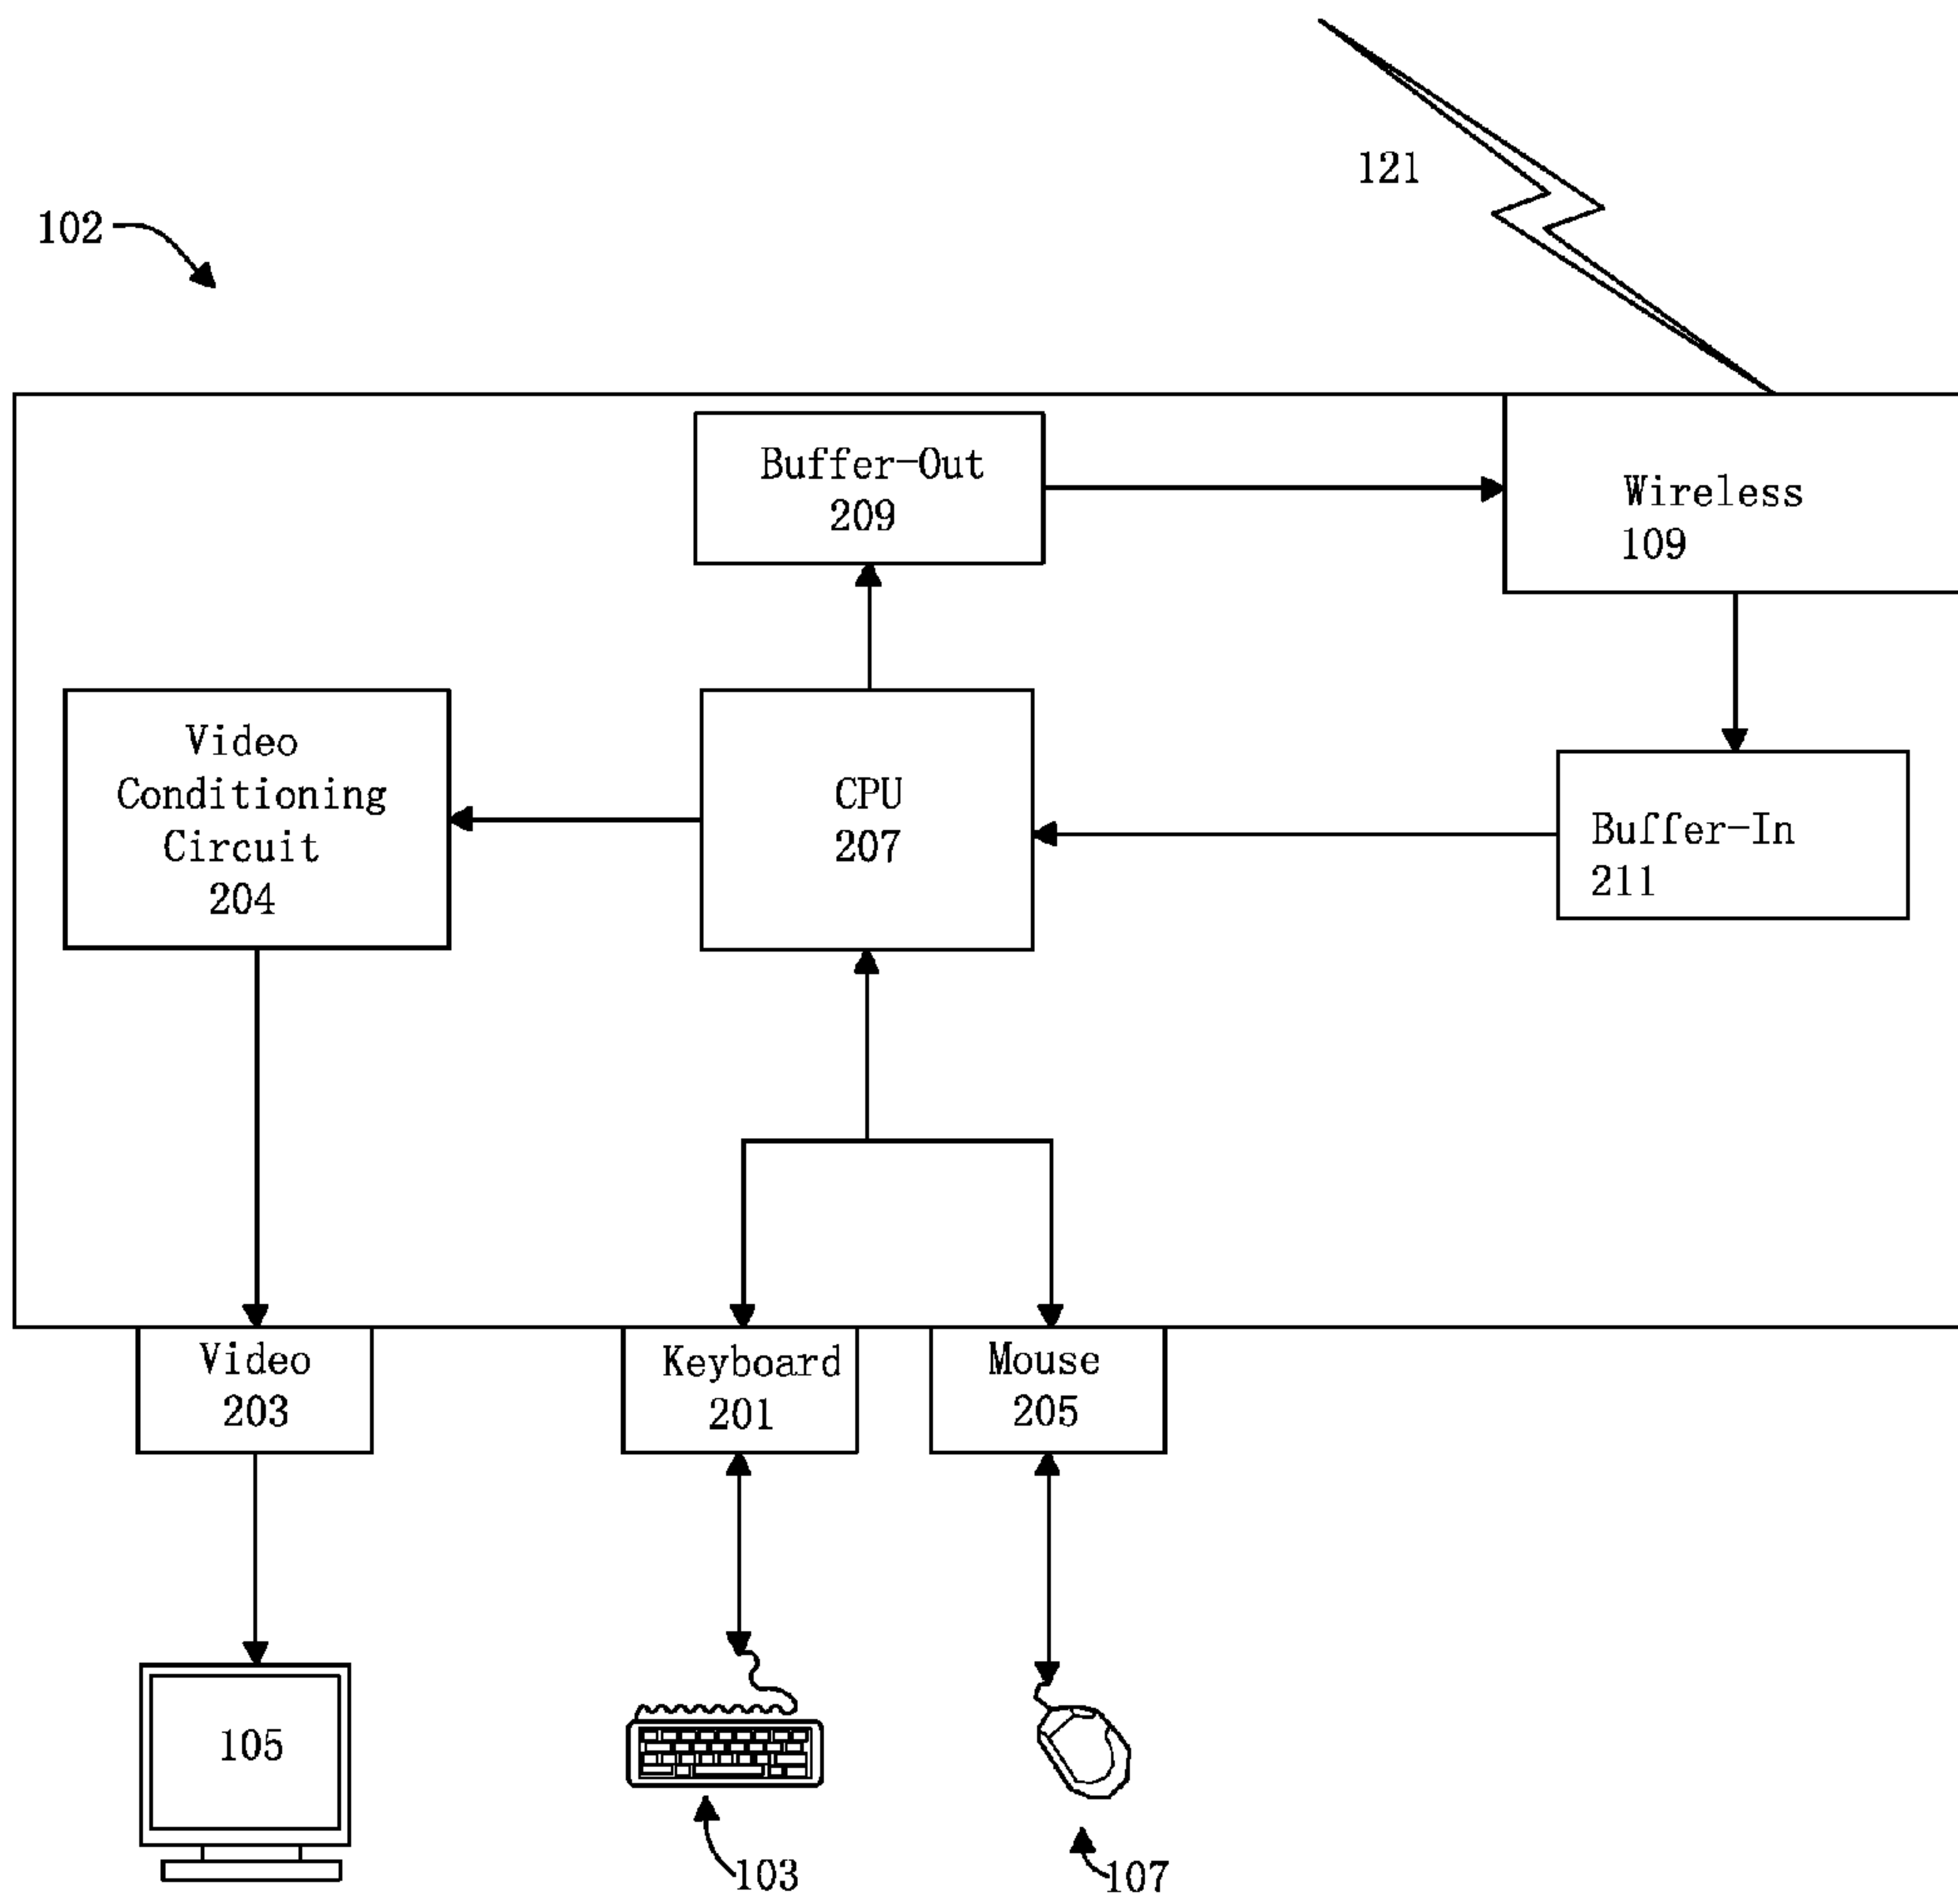 121
102
Buffer-Out
209
Wireless
109
Video
Conditioning
Circuit
204
CPU
207
Buffer-In
211
Video
203
Keyboard
201
Mouse
205
105
103
107